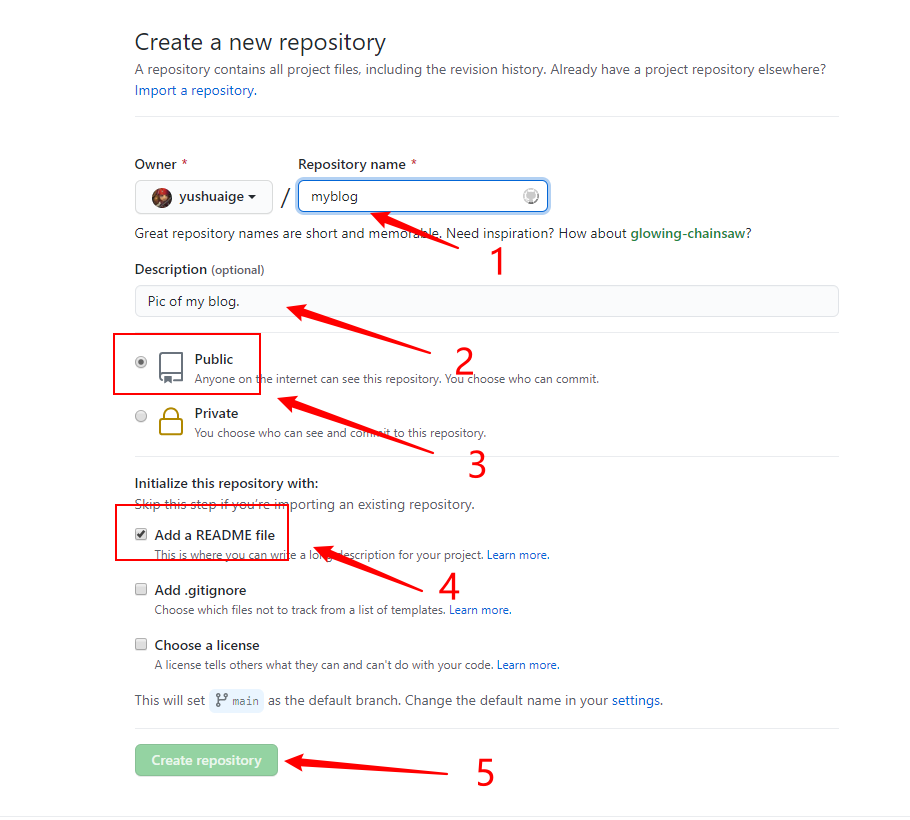 Create a new repository
A repository contains all project files, including the revision history. Already have a project repository elsewhere?
Import a repository.
Owner * Repository name *
yushuaige / myblog
Great repository names are short and memorable. Need inspiration? How about glowing-chainsaw?
1
Description (optional)
Pic of my blog.
2
Public
Anyone on the internet can see this repository. You choose who can commit.
Private
You choose who can see and commit to this repository.
3
Initialize this repository with:
Skip this step if you're importing an existing repository.
Add a README file
This is where you can write a long description for your project. Learn more.
4
Add .gitignore
Choose which files not to track from a list of templates. Learn more.
Choose a license
A license tells others what they can and can't do with your code. Learn more.
This will set main as the default branch. Change the default name in your settings.
Create repository
5